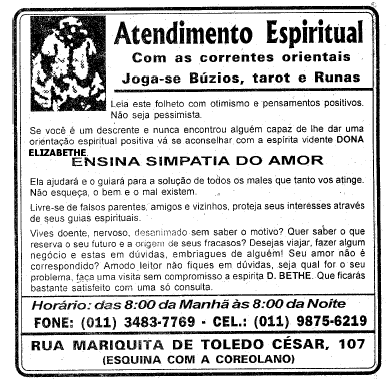 Atendimento Espiritual
Com as correntes orientais
Joga-se Búzios, tarot e Runas
Leia este folheto com otimismo e pensamentos positivos.
Não seja pessimista.
Se você é um descrente e nunca encontrou alguém capaz de lhe dar uma
orientação espiritual positiva vá se aconselhar com a espírita vidente DONA
ELIZABETHE.
ENSINA SIMPATIA DO AMOR
Ela ajudará e o guiará para a solução de todos os males que tanto vos atinge.
Não esqueça, o bem e o mal existem.
Livre-se de falsos parentes, amigos e vizinhos, proteja seus interesses através
de seus guias espirituais.
Vives doente, nervoso, desanimado sem saber o motivo? Quer saber o que
reserva o seu futuro e a origem de seus fracasos? Desejas viajar, fazer algum
negócio e estas em dúvidas, embriagues de alguém! Seu amor não é
correspondido? Amodo leitor não fiques em dúvidas, seja qual for o seu
problema, faça uma visita sem compromisso a espirita D. BETHE. Que ficarás
bastante satisfeito com uma só consulta.
Horário: das 8:00 da Manhã às 8:00 da Noite
FONE: (011) 3483-7769 - CEL.: (011) 9875-6219
RUA MARIQUITA DE TOLEDO CÉSAR, 107
(ESQUINA COM A COREOLANO)